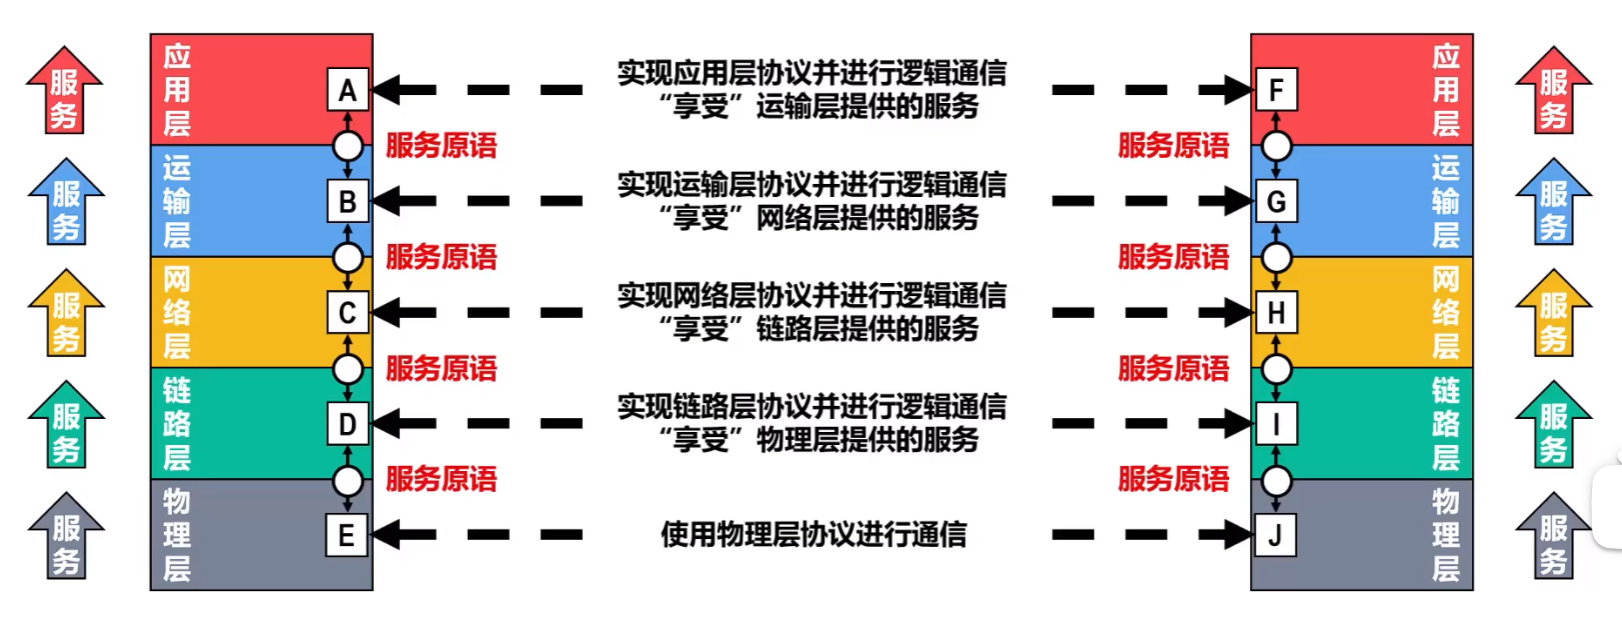 服务
应用层
A
实现应用层协议并进行逻辑通信
“享受”运输层提供的服务
F
应用层
服务
服务原语
服务原语
服务
运输层
B
实现运输层协议并进行逻辑通信
“享受”网络层提供的服务
G
运输层
服务
服务原语
服务原语
服务
网络层
C
实现网络层协议并进行逻辑通信
“享受”链路层提供的服务
H
网络层
服务
服务原语
服务原语
服务
链路层
D
实现链路层协议并进行逻辑通信
“享受”物理层提供的服务
I
链路层
服务
服务原语
服务原语
服务
物理层
E
使用物理层协议进行通信
J
物理层
服务